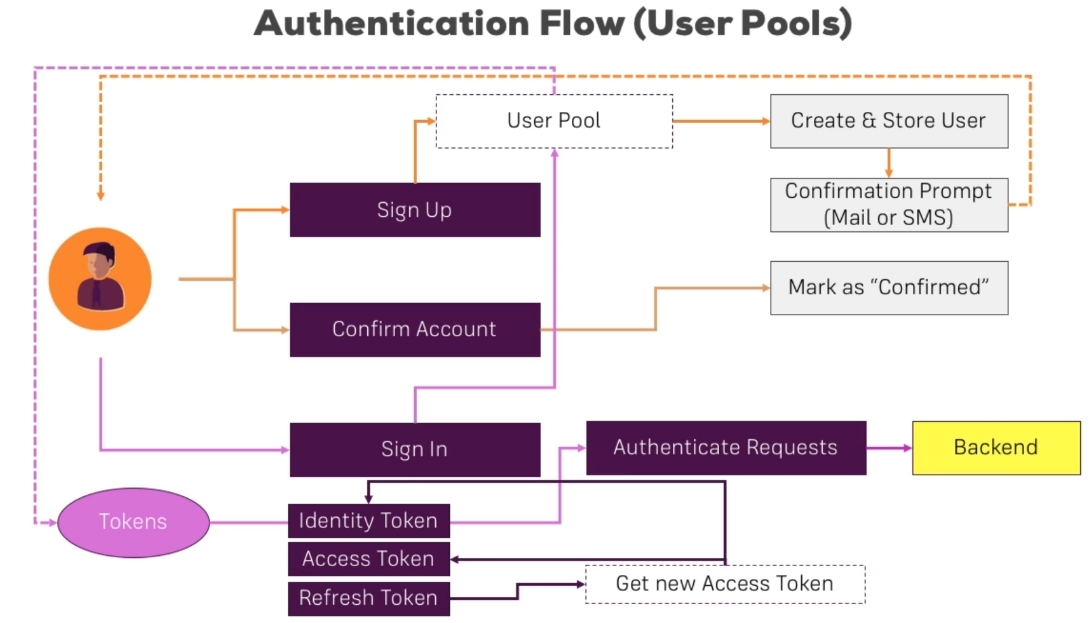 Authentication Flow (User Pools)
User Pool
Create & Store User
Sign Up
Confirmation Prompt
(Mail or SMS)
Mark as “Confirmed”
Confirm Account
Sign In
Authenticate Requests
Backend
Tokens
Identity Token
Access Token
Refresh Token
Get new Access Token